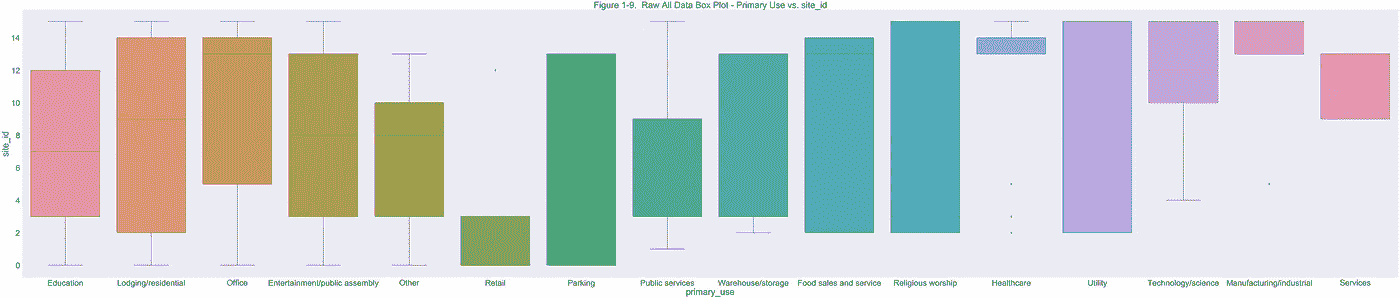 Figure 1-9. Raw All Data Box Plot - Primary Use vs. site_id
14
12
10
8
6
4
2
0
site_id
Education Lodging/residential Office Entertainment/public assembly Other Retail Parking Public services Warehouse/storage Food sales and service Religious worship Healthcare Utility Technology/science Manufacturing/industrial Services
primary_use